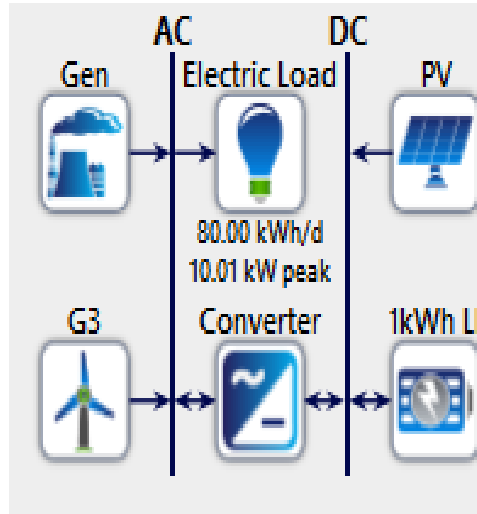 AC DC
Gen Electric Load PV
80.00 kWh/d
10.01 kW peak
G3 Converter 1kWh L